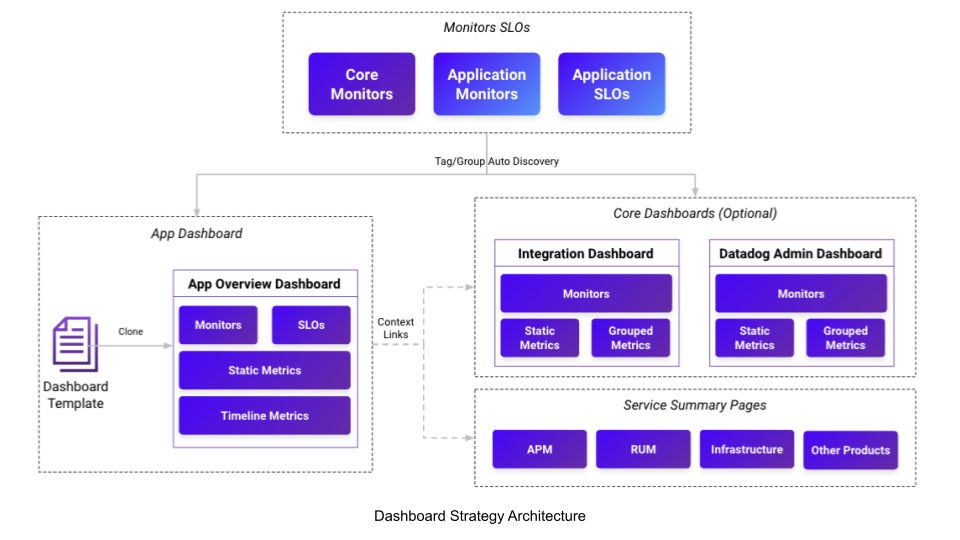 Monitors SLOs
Core
Monitors
Application
Monitors
Application
SLOs
Tag/Group Auto Discovery
App Dashboard
App Overview Dashboard
Monitors
SLOs
Static Metrics
Timeline Metrics
Clone
Dashboard
Template
Context
Links
Core Dashboards (Optional)
Integration Dashboard
Monitors
Static
Metrics
Grouped
Metrics
Datadog Admin Dashboard
Monitors
Static
Metrics
Grouped
Metrics
Service Summary Pages
APM
RUM
Infrastructure
Other Products
Dashboard Strategy Architecture